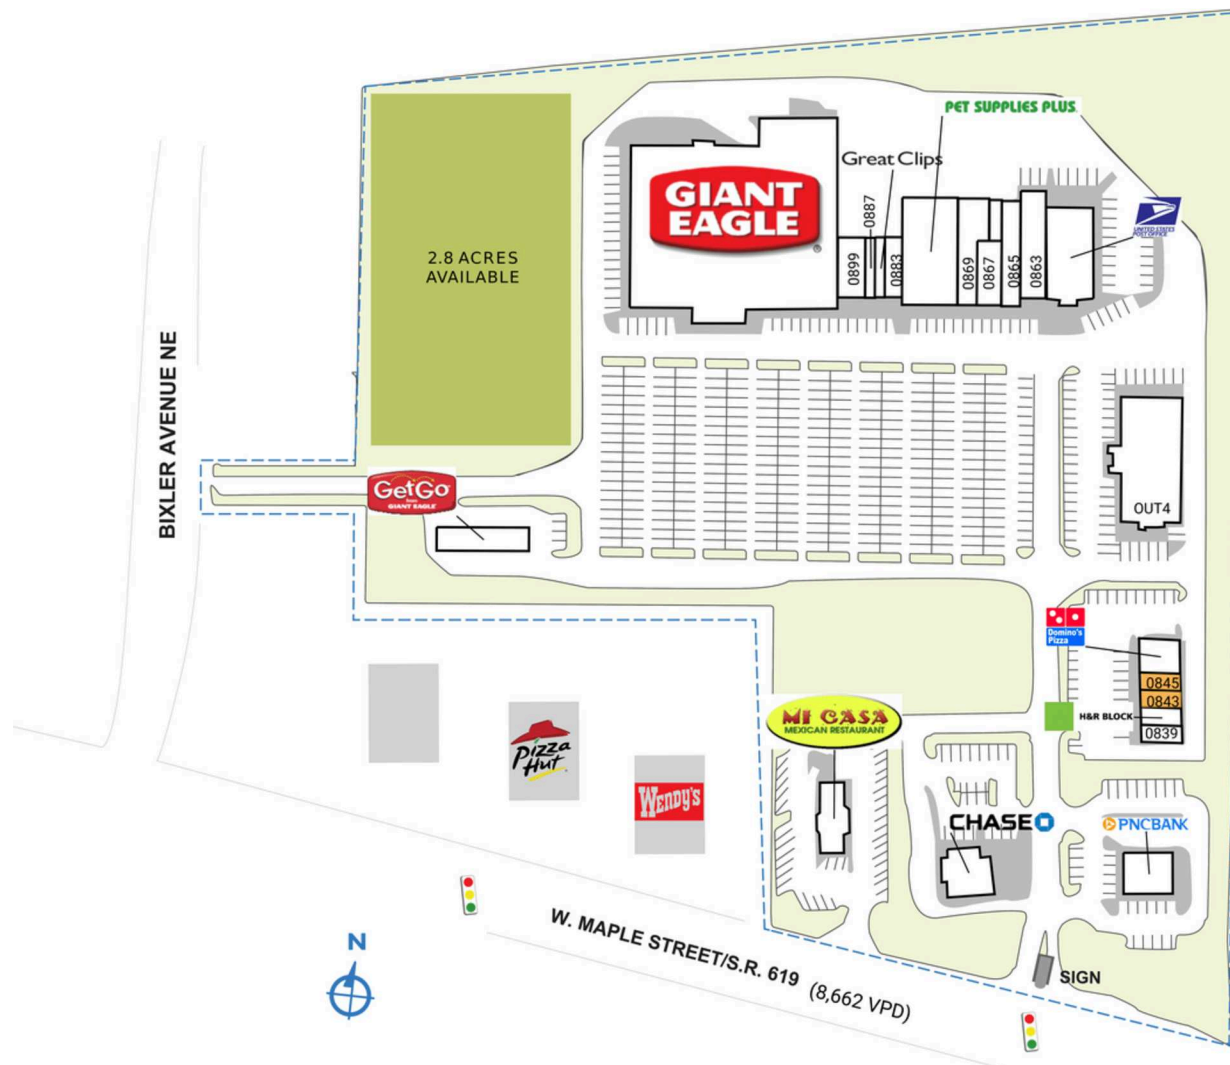 PET SUPPLIES PLUS
Great Clips
GIANT
EAGLE
®
0899
0887
0883
0869
0867
0865
0863
UNITED STATES
POST OFFICE
2.8 ACRES
AVAILABLE
BIXLER AVENUE NE
GetGo
from
GIANT EAGLE
OUT4
Domino's
Pizza
0845
0843
H&R BLOCK
0839
MI CASA
MEXICAN RESTAURANT
Pizza
Hut
WENDY'S
CHASE
PNCBANK
W. MAPLE STREET/S.R. 619 (8,662 VPD)
SIGN
N